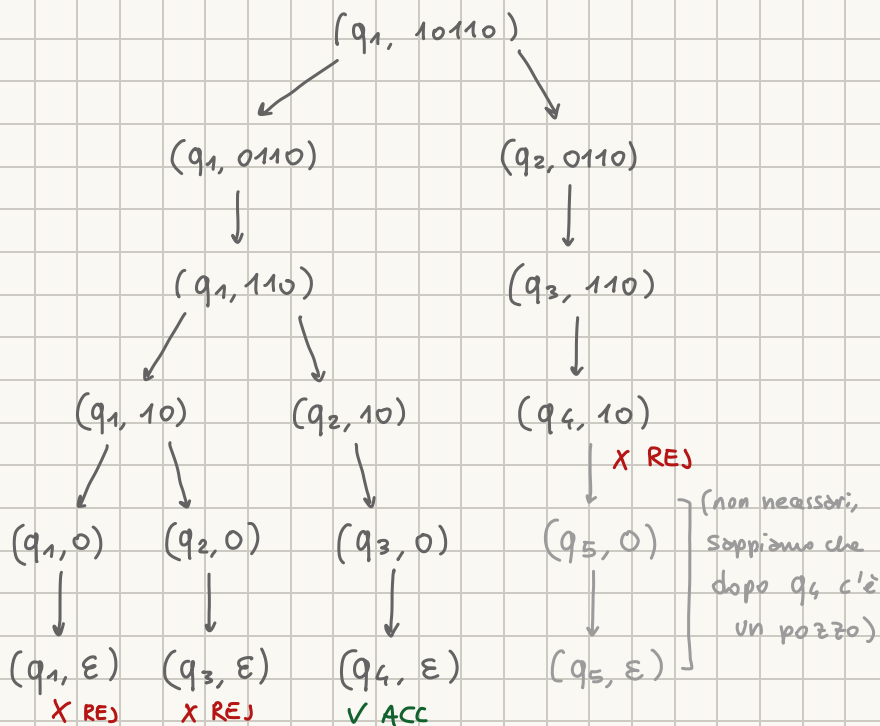 (q1, 10110)
(q1, 0110) (q2, 0110)
(q1, 110) (q3, 110)
(q1, 10) (q2, 10) (q4, 10)
X REJ
(non necessari,
(q1, 0) (q2, 0) (q3, 0) (q5, 0) sappiamo che
dopo q4 c'è
un pozzo)
(q1, ε) (q3, ε) (q4, ε) (q5, ε)
X REJ X REJ ✓ ACC